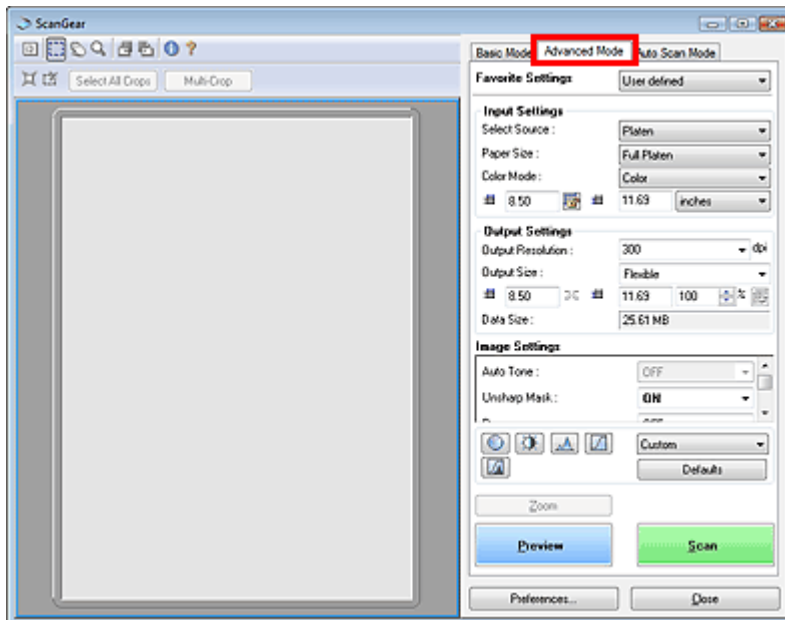 ScanGear
Select All Crops Multi-Crop
Basic Mode Advanced Mode Auto Scan Mode
Favorite Settings User defined
Input Settings
Select Source : Platen
Paper Size : Full Platen
Color Mode : Color
8.50 11.69 inches
Output Settings
Output Resolution : 300 dpi
Output Size : Flexible
8.50 11.69 100 %
Data Size : 25.61 MB
Image Settings
Auto Tone : OFF
Unsharp Mask : ON
Custom
Defaults
Zoom
Preview Scan
Preferences... Close